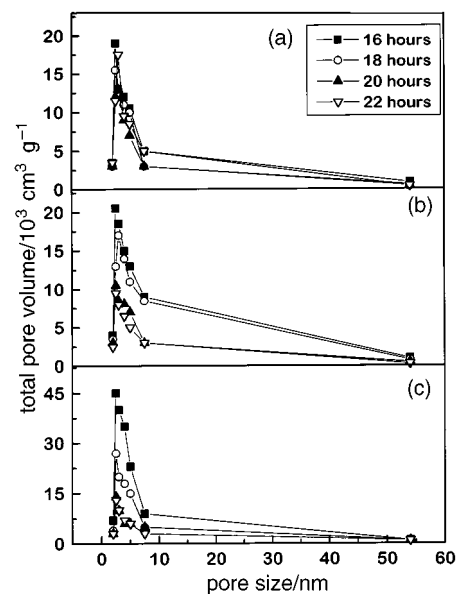 (a)
16 hours
18 hours
20 hours
22 hours
20
15
10
5
0
(b)
20
15
10
5
0
(c)
45
30
15
0
0 10 20 30 40 50 60
pore size/nm
total pore volume/10³ cm³ g⁻¹